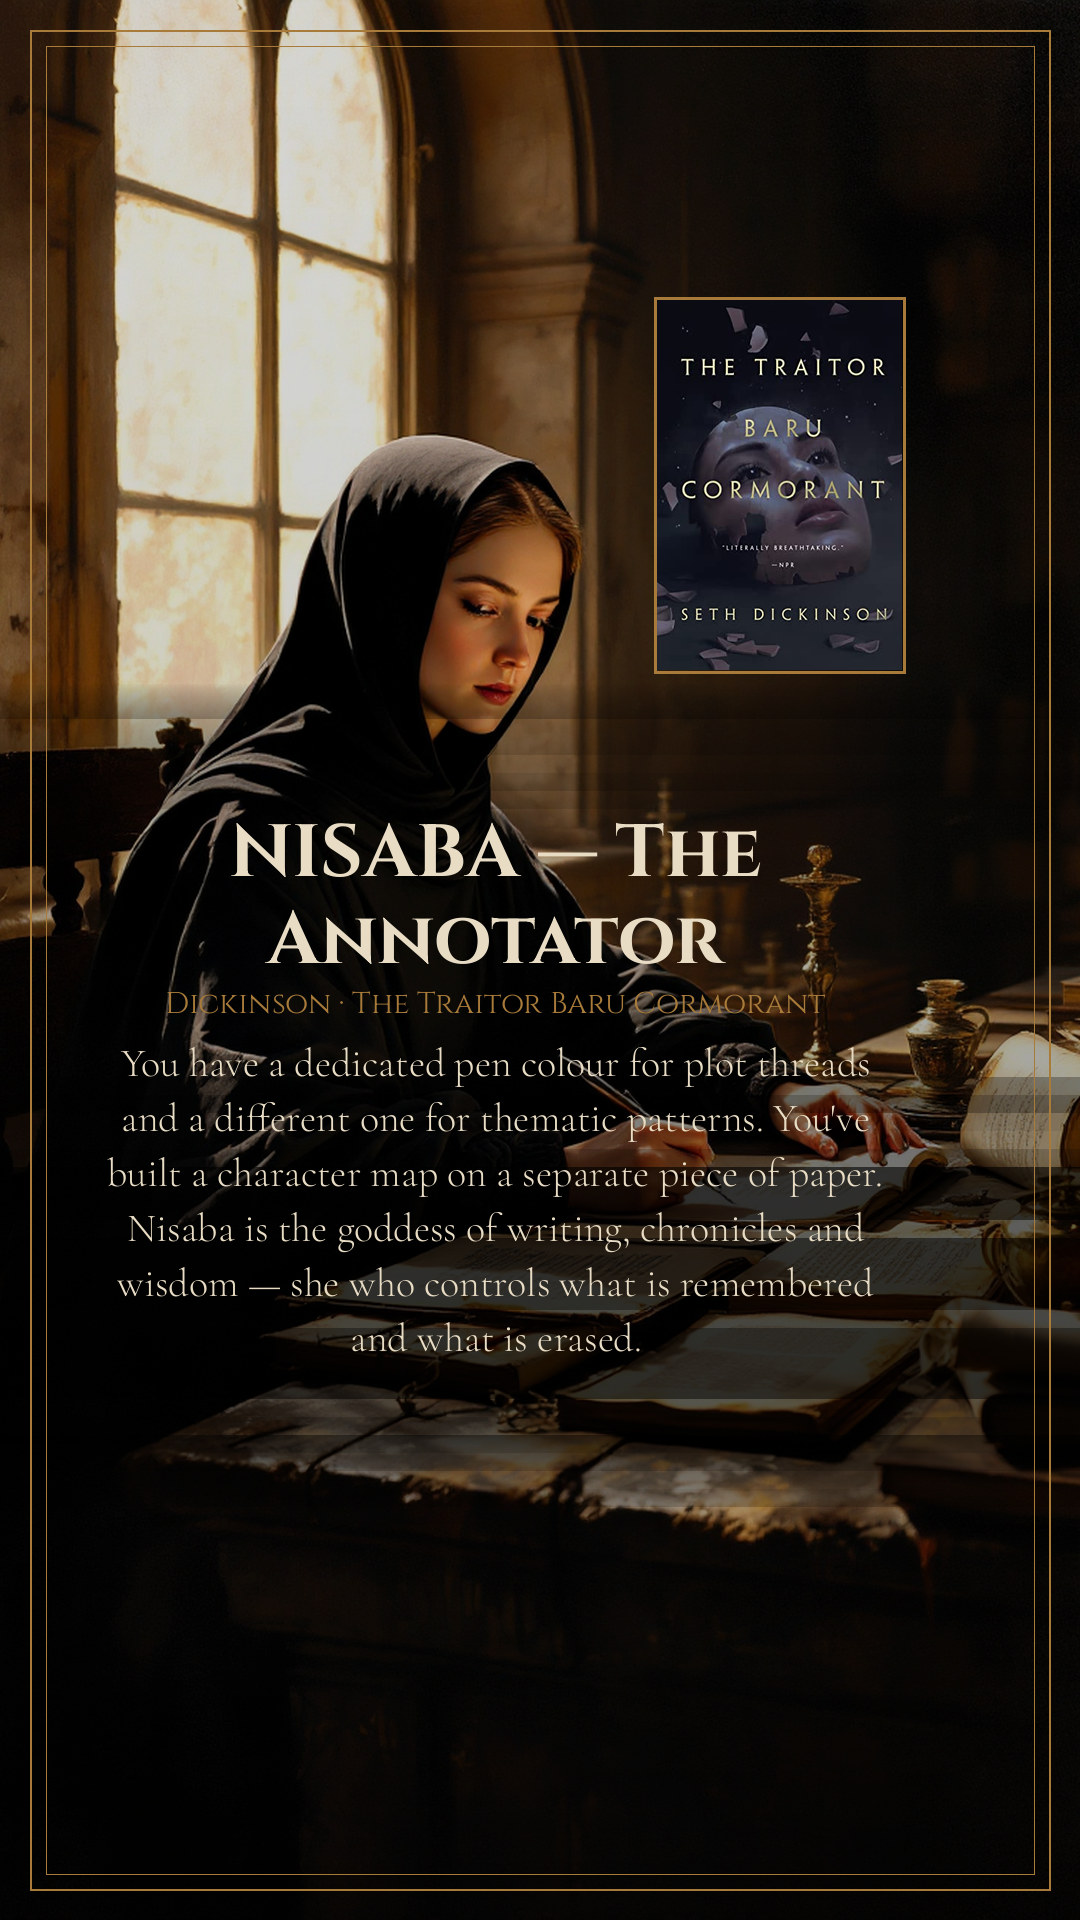 THE TRAITOR
BARU
CORMORANT
"LITERALLY BREATHTAKING."
—NPR
SETH DICKINSON
NISABA — THE
ANNOTATOR
DICKINSON · THE TRAITOR BARU CORMORANT
You have a dedicated pen colour for plot threads
and a different one for thematic patterns. You've
built a character map on a separate piece of paper.
Nisaba is the goddess of writing, chronicles and
wisdom — she who controls what is remembered
and what is erased.